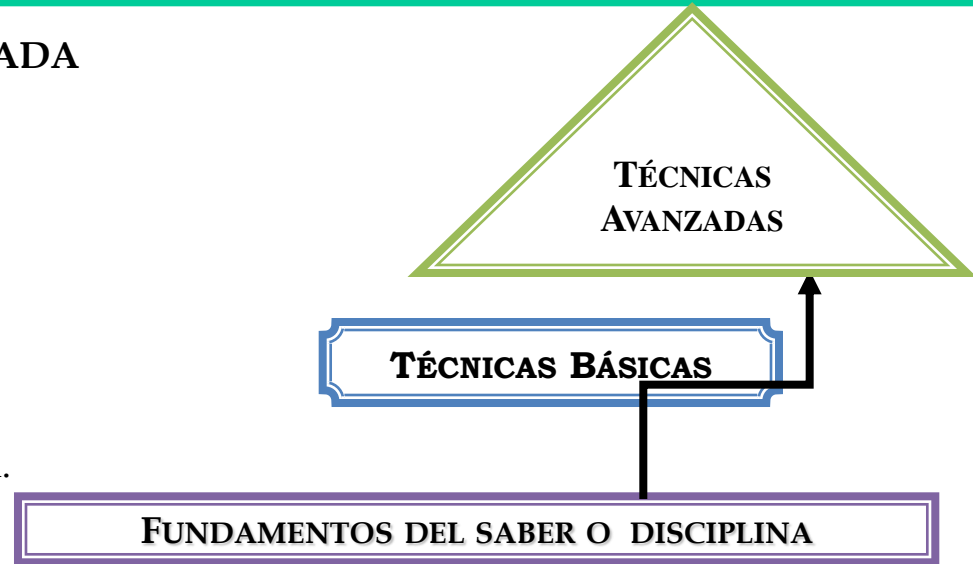 ADA
TÉCNICAS
AVANZADAS
TÉCNICAS BÁSICAS
.
FUNDAMENTOS DEL SABER O DISCIPLINA